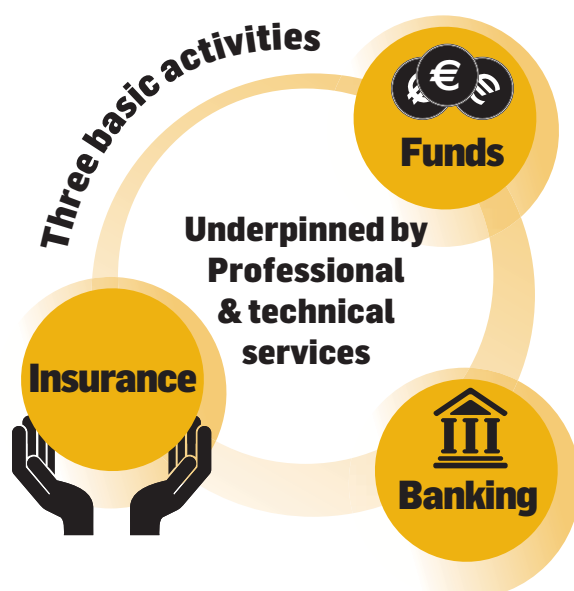 Three basic activities
€ € €
Funds
Underpinned by
Professional
& technical
services
Insurance
Banking